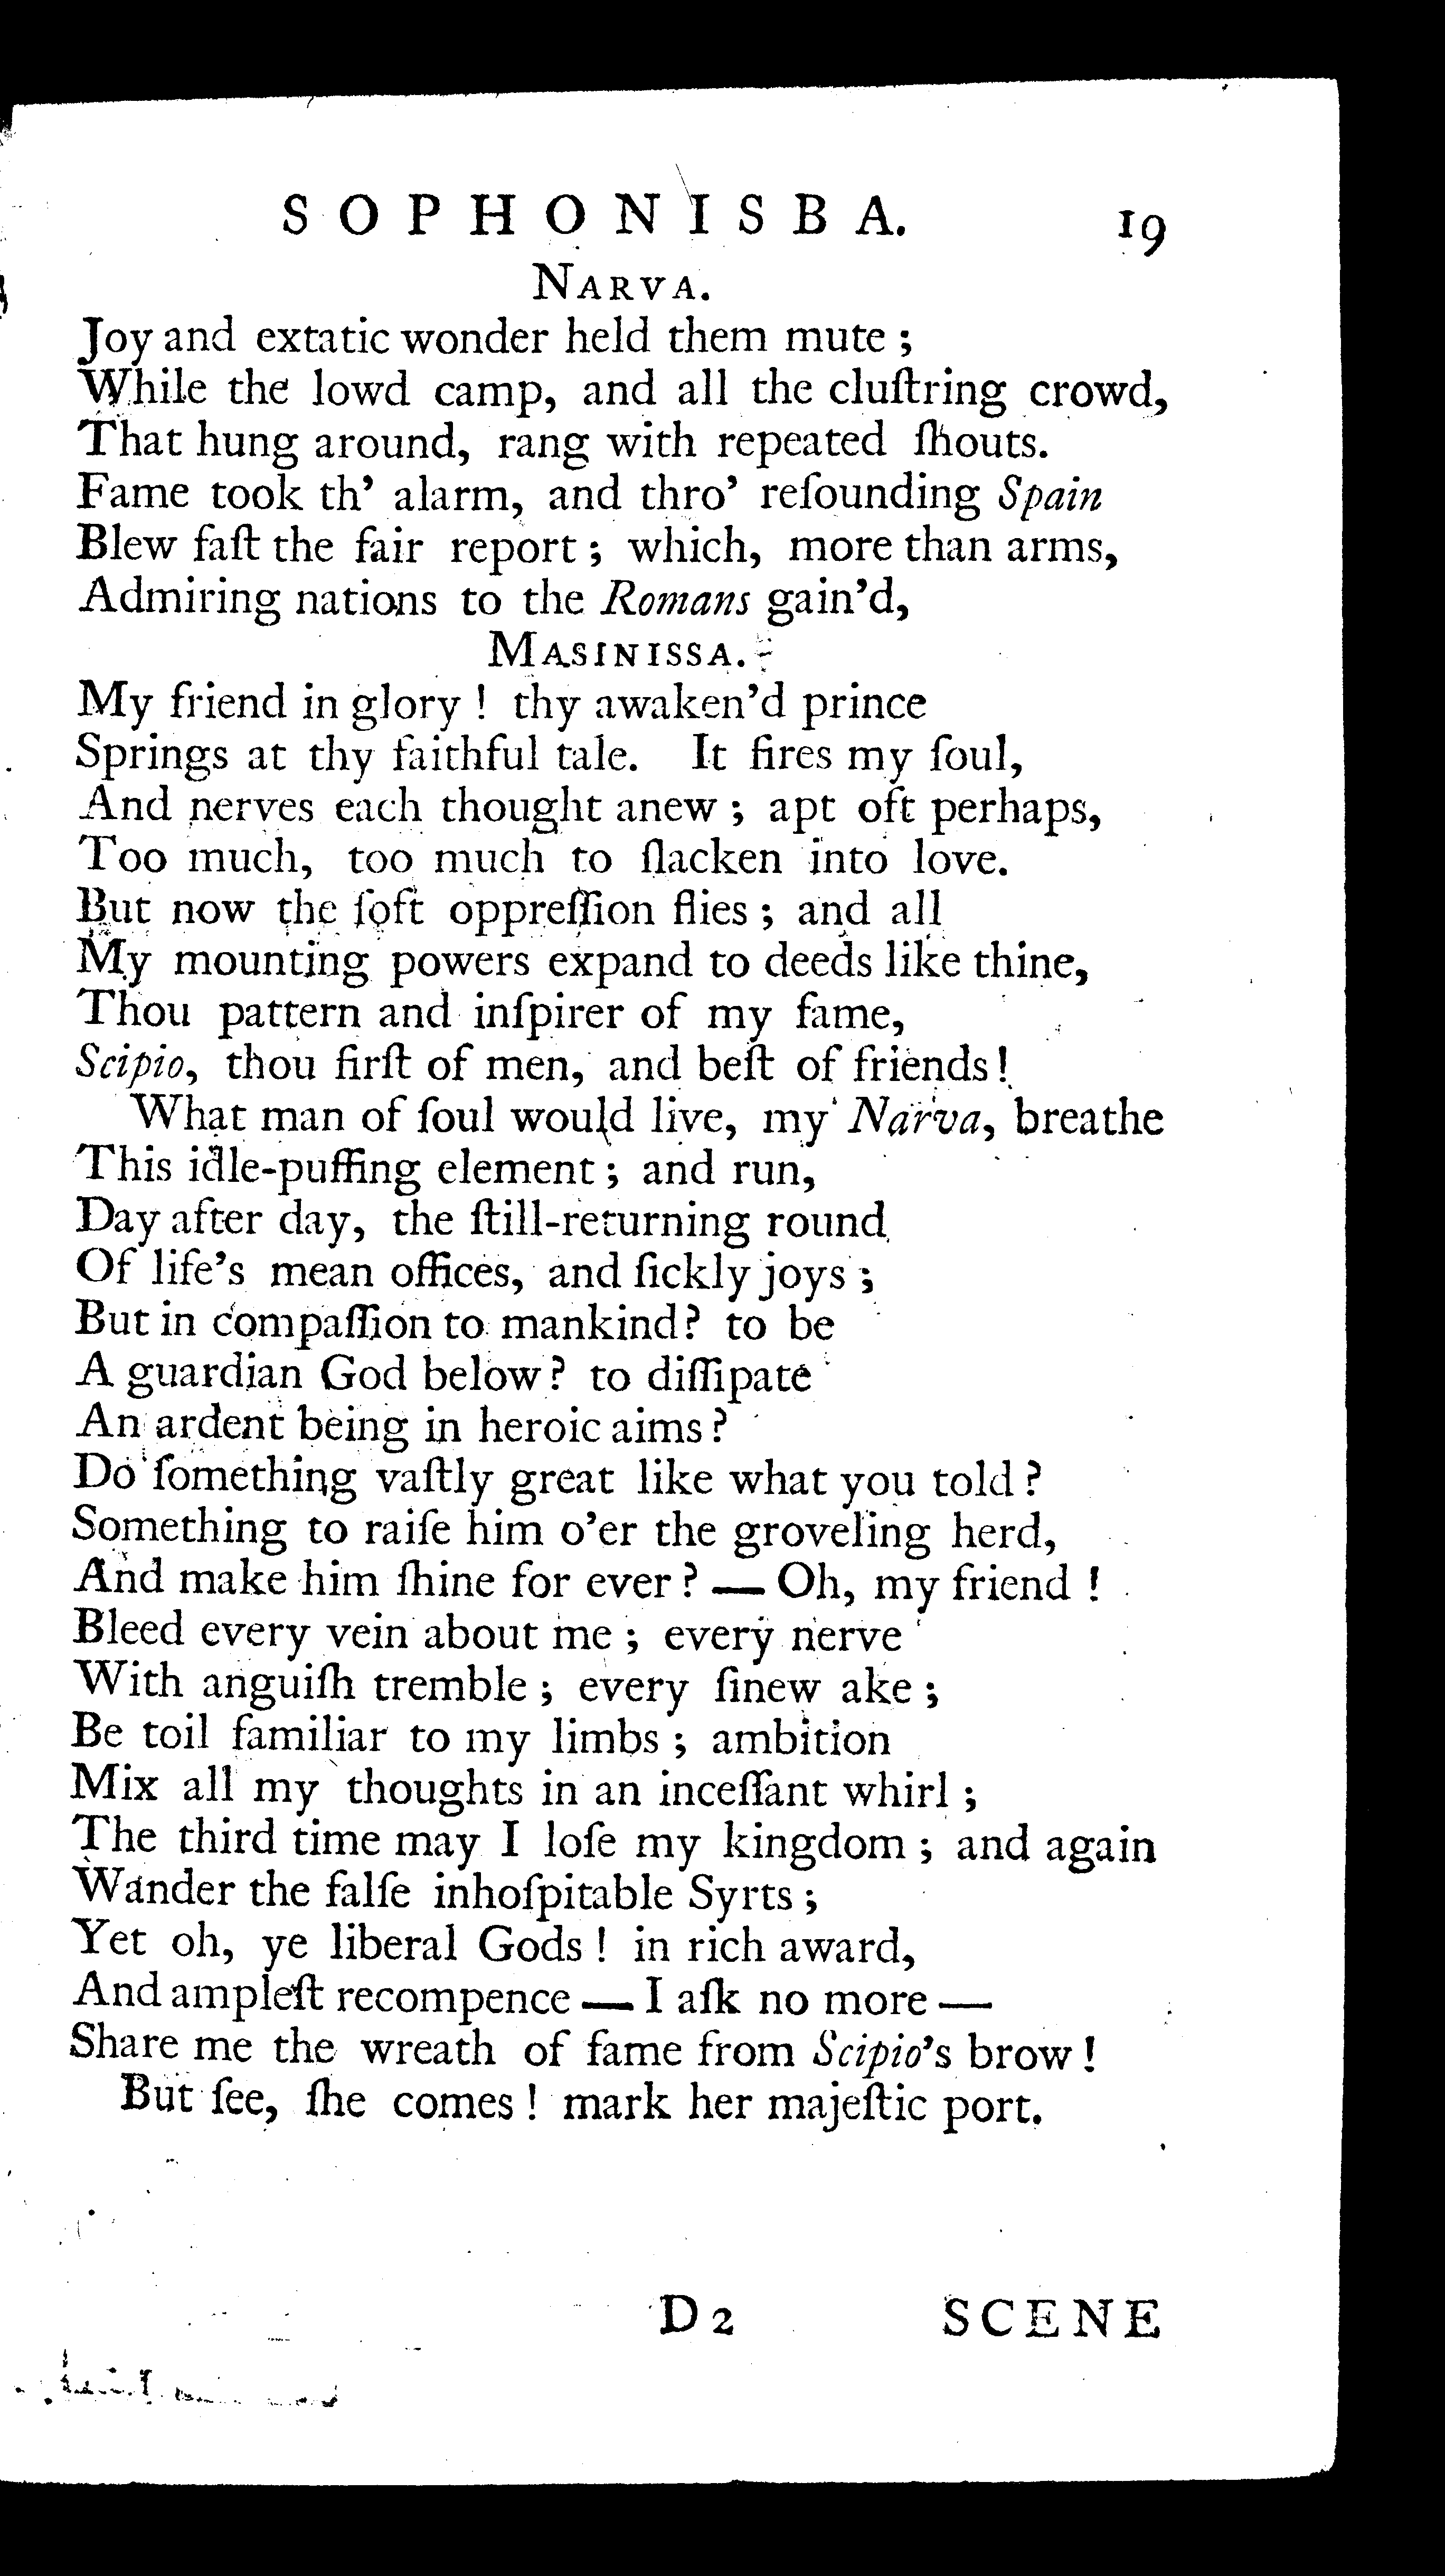 SOPHONISBA. 19
NARVA.
Joy and extatic wonder held them mute;
While the lowd camp, and all the cluſtring crowd,
That hung around, rang with repeated ſhouts.
Fame took th' alarm, and thro' reſounding Spain
Blew faſt the fair report; which, more than arms,
Admiring nations to the Romans gain'd,
MASINISSA.
My friend in glory! thy awaken'd prince
Springs at thy faithful tale. It fires my ſoul,
And nerves each thought anew; apt oft perhaps,
Too much, too much to ſlacken into love.
But now the ſoft oppreſſion flies; and all
My mounting powers expand to deeds like thine,
Thou pattern and inſpirer of my fame,
Scipio, thou firſt of men, and beſt of friends!
What man of ſoul would live, my Narva, breathe
This idle-puffing element; and run,
Day after day, the ſtill-returning round
Of life's mean offices, and ſickly joys;
But in compaſſion to mankind? to be
A guardian God below? to diſſipate
An ardent being in heroic aims?
Do ſomething vaſtly great like what you told?
Something to raiſe him o'er the groveling herd,
And make him ſhine for ever? — Oh, my friend!
Bleed every vein about me; every nerve
With anguiſh tremble; every ſinew ake;
Be toil familiar to my limbs; ambition
Mix all my thoughts in an inceſſant whirl;
The third time may I loſe my kingdom; and again
Wander the falſe inhoſpitable Syrts;
Yet oh, ye liberal Gods! in rich award,
And ampleſt recompence — I aſk no more —
Share me the wreath of fame from Scipio's brow!
But ſee, ſhe comes! mark her majeſtic port.
D 2 SCENE